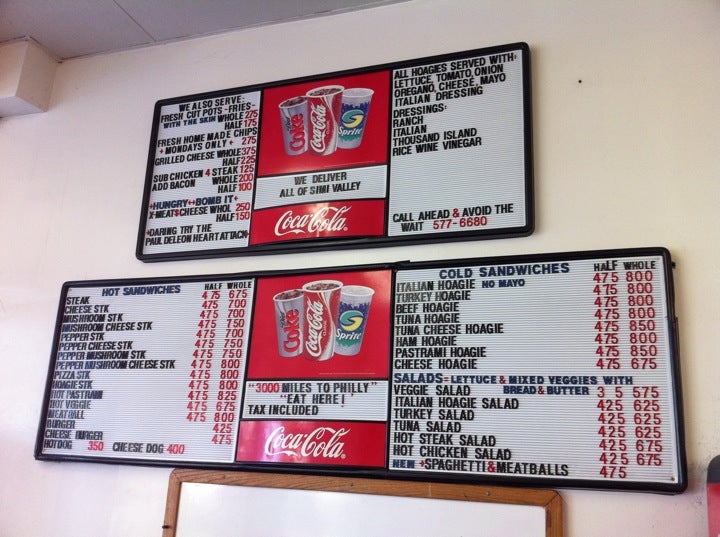 WE ALSO SERVE:
FRESH CUT POTS -FRIES-
WITH THE SKIN WHOLE 275
HALF 175
FRESH HOME MADE CHIPS
+MONDAYS ONLY+ 275
GRILLED CHEESE WHOLE 375
HALF 225
SUB CHICKEN 4 STEAK 125
ADD BACON WHOLE 200
HALF 100
+HUNGRY++BOMB IT+
X-MEAT$CHEESE WHOL 250
HALF 150
+DARING TRY THE
PAUL DELEON HEART ATTACK
Coke
Coca-Cola
Sprite
WE DELIVER
ALL OF SIMI VALLEY
Coca-Cola
ALL HOAGIES SERVED WITH:
LETTUCE, TOMATO, ONION
OREGANO, CHEESE, MAYO
ITALIAN DRESSING
DRESSINGS:
RANCH
ITALIAN
THOUSAND ISLAND
RICE WINE VINEGAR
CALL AHEAD & AVOID THE
WAIT 577-6680
HOT SANDWICHES HALF WHOLE
STEAK 475 675
CHEESE STK 475 700
MUSHROOM STK 475 700
MUSHROOM CHEESE STK 475 750
PEPPER STK 475 700
PEPPER CHEESE STK 475 750
PEPPER MUSHROOM STK 475 750
PEPPER MUSHROOM CHEESE STK 475 800
PIZZA STK 475 800
HOAGIE STK 475 800
HOT PASTRAMI 475 825
HOT VEGGIE 475 675
MEATBALL 475 800
BURGER 425
CHEESE BURGER 475
HOTDOG 350 CHEESE DOG 400
Coke
Coca-Cola
Sprite
"3000 MILES TO PHILLY"
"EAT HERE!
TAX INCLUDED
Coca-Cola
COLD SANDWICHES HALF WHOLE
ITALIAN HOAGIE NO MAYO 475 800
TURKEY HOAGIE 475 800
BEEF HOAGIE 475 800
TUNA HOAGIE 475 800
TUNA CHEESE HOAGIE 475 850
HAM HOAGIE 475 800
PASTRAMI HOAGIE 475 850
CHEESE HOAGIE 475 675
SALADS=LETTUCE & MIXED VEGGIES WITH
VEGGIE SALAD BREAD & BUTTER 3 5 575
ITALIAN HOAGIE SALAD 425 625
TURKEY SALAD 425 625
TUNA SALAD 425 625
HOT STEAK SALAD 425 625
HOT CHICKEN SALAD 425 675
NEW +SPAGHETTI&MEATBALLS 475